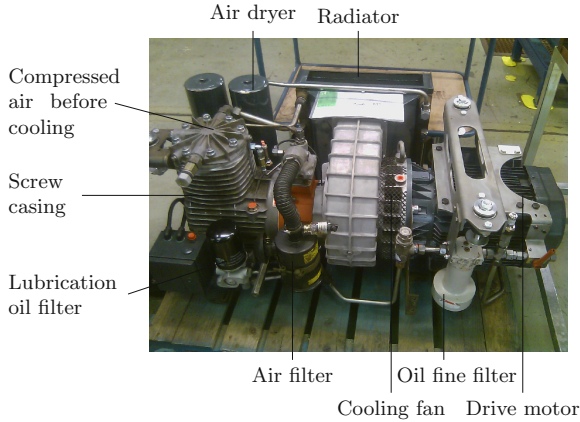 Air dryer
Radiator
Compressed
air before
cooling
Screw
casing
Lubrication
oil filter
Air filter
Oil fine filter
Cooling fan
Drive motor